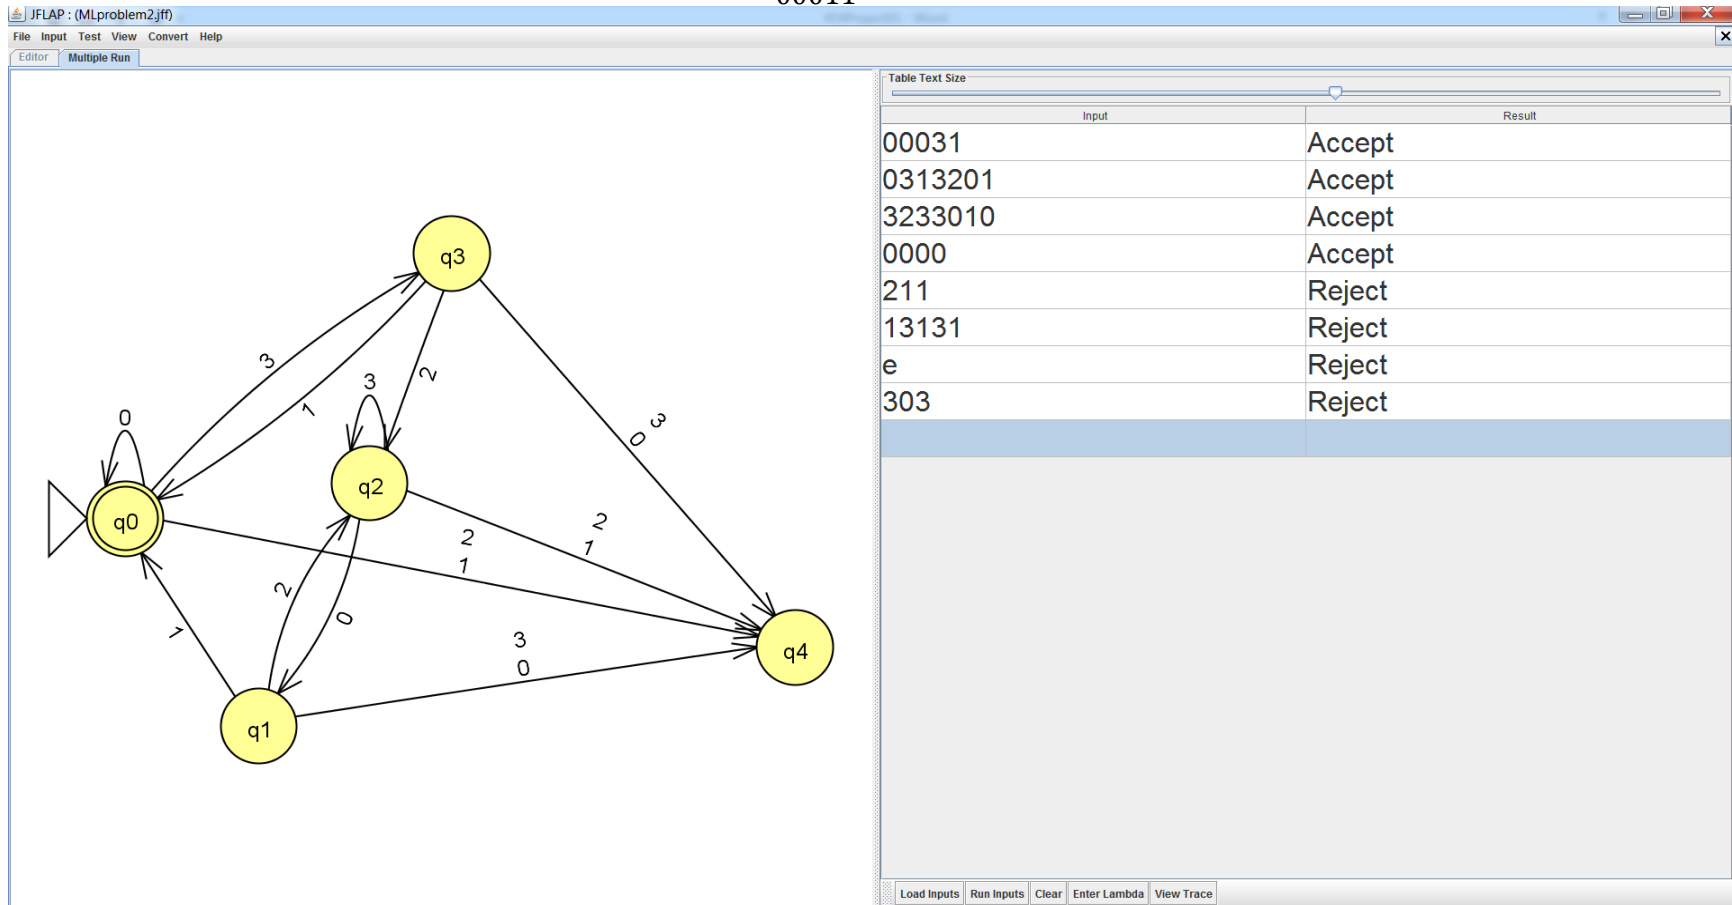 00011
JFLAP : (MLproblem2.jff)
File Input Test View Convert Help
Editor Multiple Run
Table Text Size
Input Result
00031 Accept
0313201 Accept
3233010 Accept
0000 Accept
211 Reject
13131 Reject
e Reject
303 Reject
q3
3
1
2
3
3
0
0
q2
q0
2
1
2
1
2
0
1
3
0
q4
q1
Load Inputs Run Inputs Clear Enter Lambda View Trace